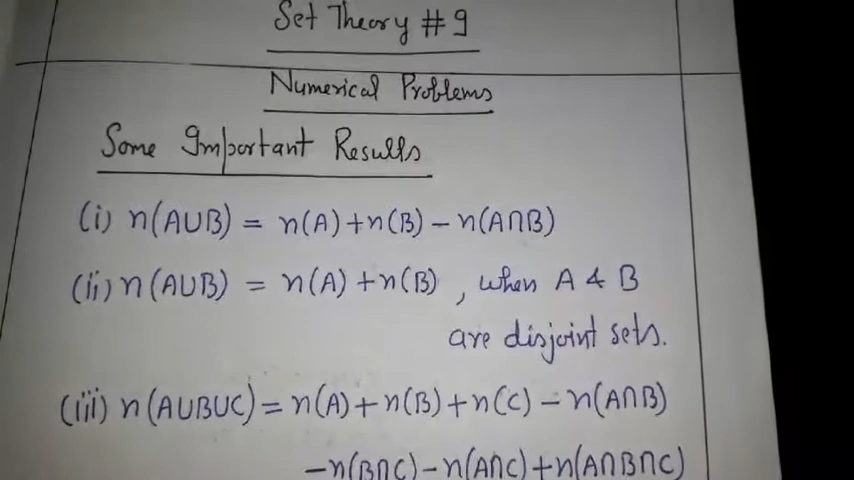 Set Theory #9
Numerical Problems
Some Important Results
(i) n(A∪B) = n(A)+n(B) - n(A∩B)
(ii) n(A∪B) = n(A)+n(B), when A & B
are disjoint sets.
(iii) n(A∪B∪C) = n(A)+n(B)+n(C) - n(A∩B)
-n(B∩C)-n(A∩C)+n(A∩B∩C)